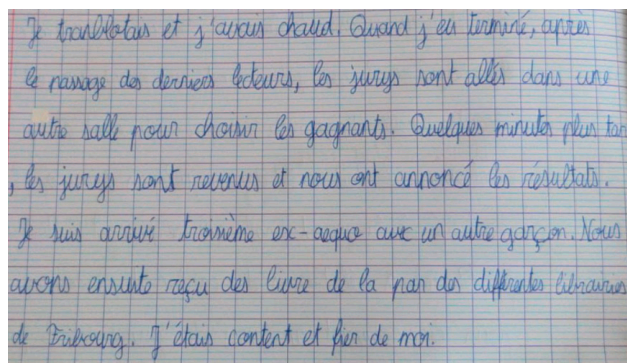 Je tranblotais et j'avais chaud. Quand j'eu terminé, après
le passage des derniers lecteurs, les jurys sont allés dans une
autre salle pour choisir les gagnants. Quelques minutes plus tar
, les jurys sont revenus et nous ont annoncé les résultats.
Je suis arrivé troisième ex-aequo avec un autre garçon. Nous
avons ensuite reçu des livre de la par des différentes librairies
de Fribourg. J'étais content et fier de moi.